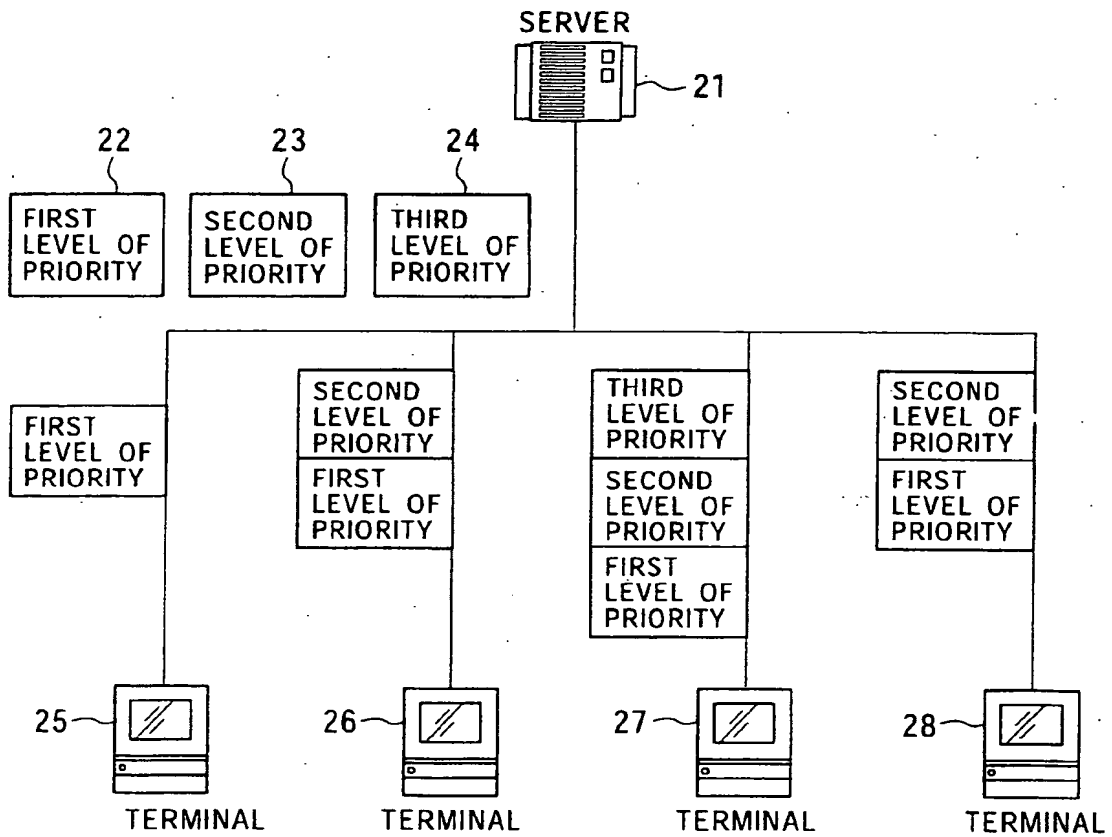 SERVER
21
22
23
24
FIRST
LEVEL OF
PRIORITY
SECOND
LEVEL OF
PRIORITY
THIRD
LEVEL OF
PRIORITY
FIRST
LEVEL OF
PRIORITY
SECOND
LEVEL OF
PRIORITY
FIRST
LEVEL OF
PRIORITY
THIRD
LEVEL OF
PRIORITY
SECOND
LEVEL OF
PRIORITY
FIRST
LEVEL OF
PRIORITY
SECOND
LEVEL OF
PRIORITY
FIRST
LEVEL OF
PRIORITY
25
26
27
28
TERMINAL
TERMINAL
TERMINAL
TERMINAL